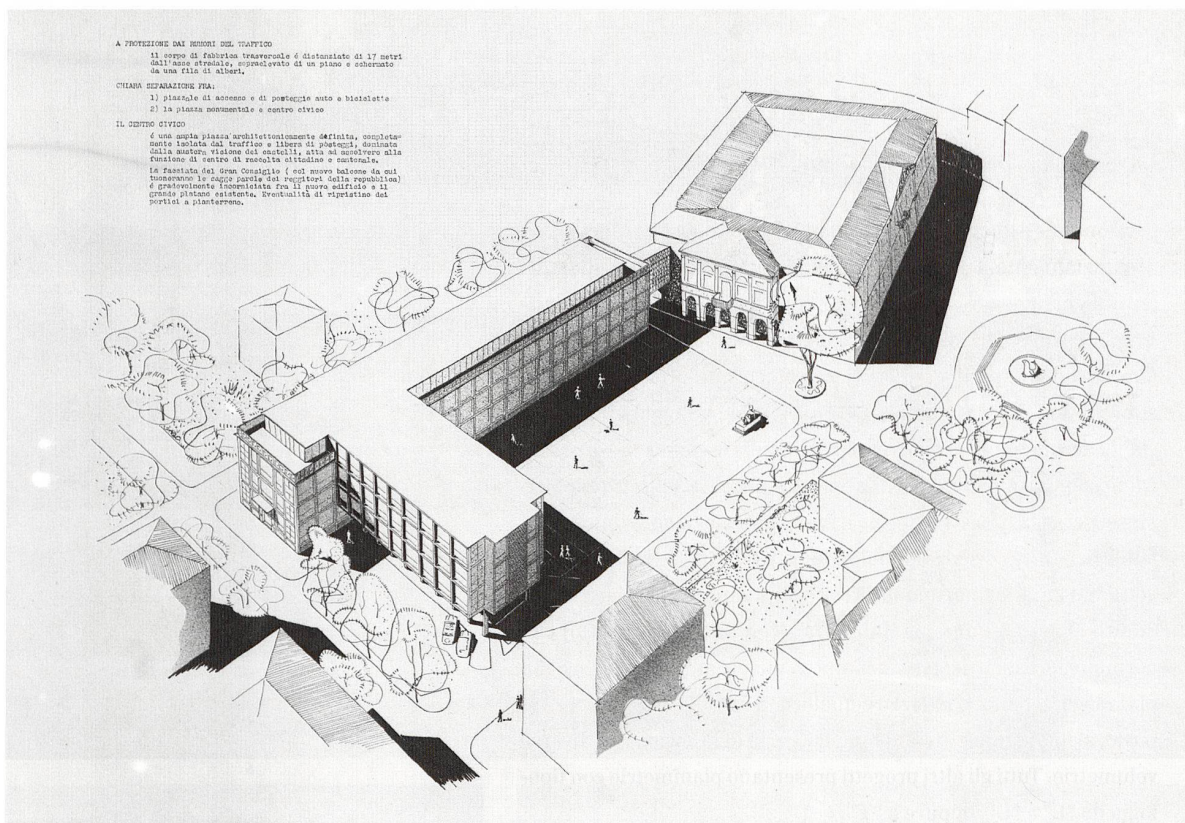 A PROTEZIONE DAI RUMORI DEL TRAFFICO
il corpo di fabbrica trasversale é distanziato di 17 metri
dall'asse stradale, sopraelevato di un piano e schermato
da una fila di alberi.
CHIARA SEPARAZIONE FRA:
1) piazzale di accesso e di posteggio auto e biciclette
2) la piazza monumentale e centro civico
IL CENTRO CIVICO
é una ampia piazza architettonicamente definita, completa-
mente isolata dal traffico e libera di posteggi, dominata
dalla austera visione dei castelli, atta ad assolvere alla
funzione di centro di raccolta cittadino e cantonale.
La facciata del Gran Consiglio ( col nuovo balcone da cui
tuoneranno le sagge parole dei reggitori della repubblica)
é gradevolmente incorniciata fra il nuovo edificio e il
grande platano esistente. Eventualità di ripristino dei
portici a pianterreno.